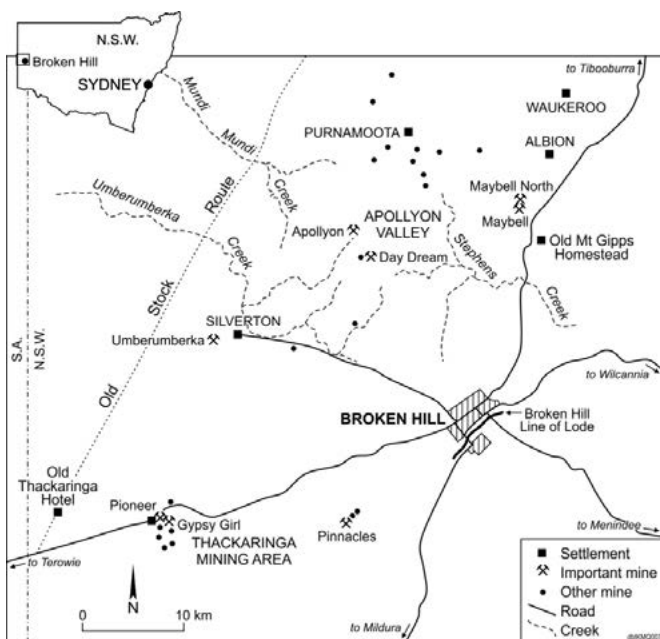 N.S.W.
Broken Hill
SYDNEY
to Tibooburra
Mundi
Mundi
Creek
WAUKEROO
PURNAMOOTA
ALBION
Umberumberka
Creek
Route
Stock
Old
Maybell North
Maybell
Apollyon
APOLLYON
VALLEY
Stephens
Creek
Old Mt Gipps
Homestead
Day Dream
SILVERTON
Umberumberka
S.A.
N.S.W.
to Wilcannia
BROKEN HILL
Broken Hill
Line of Lode
Old
Thackaringa
Hotel
Pioneer
Gypsy Girl
THACKARINGA
MINING AREA
Pinnacles
to Menindee
to Terowie
N
0
10 km
to Mildura
Settlement
Important mine
Other mine
Road
Creek